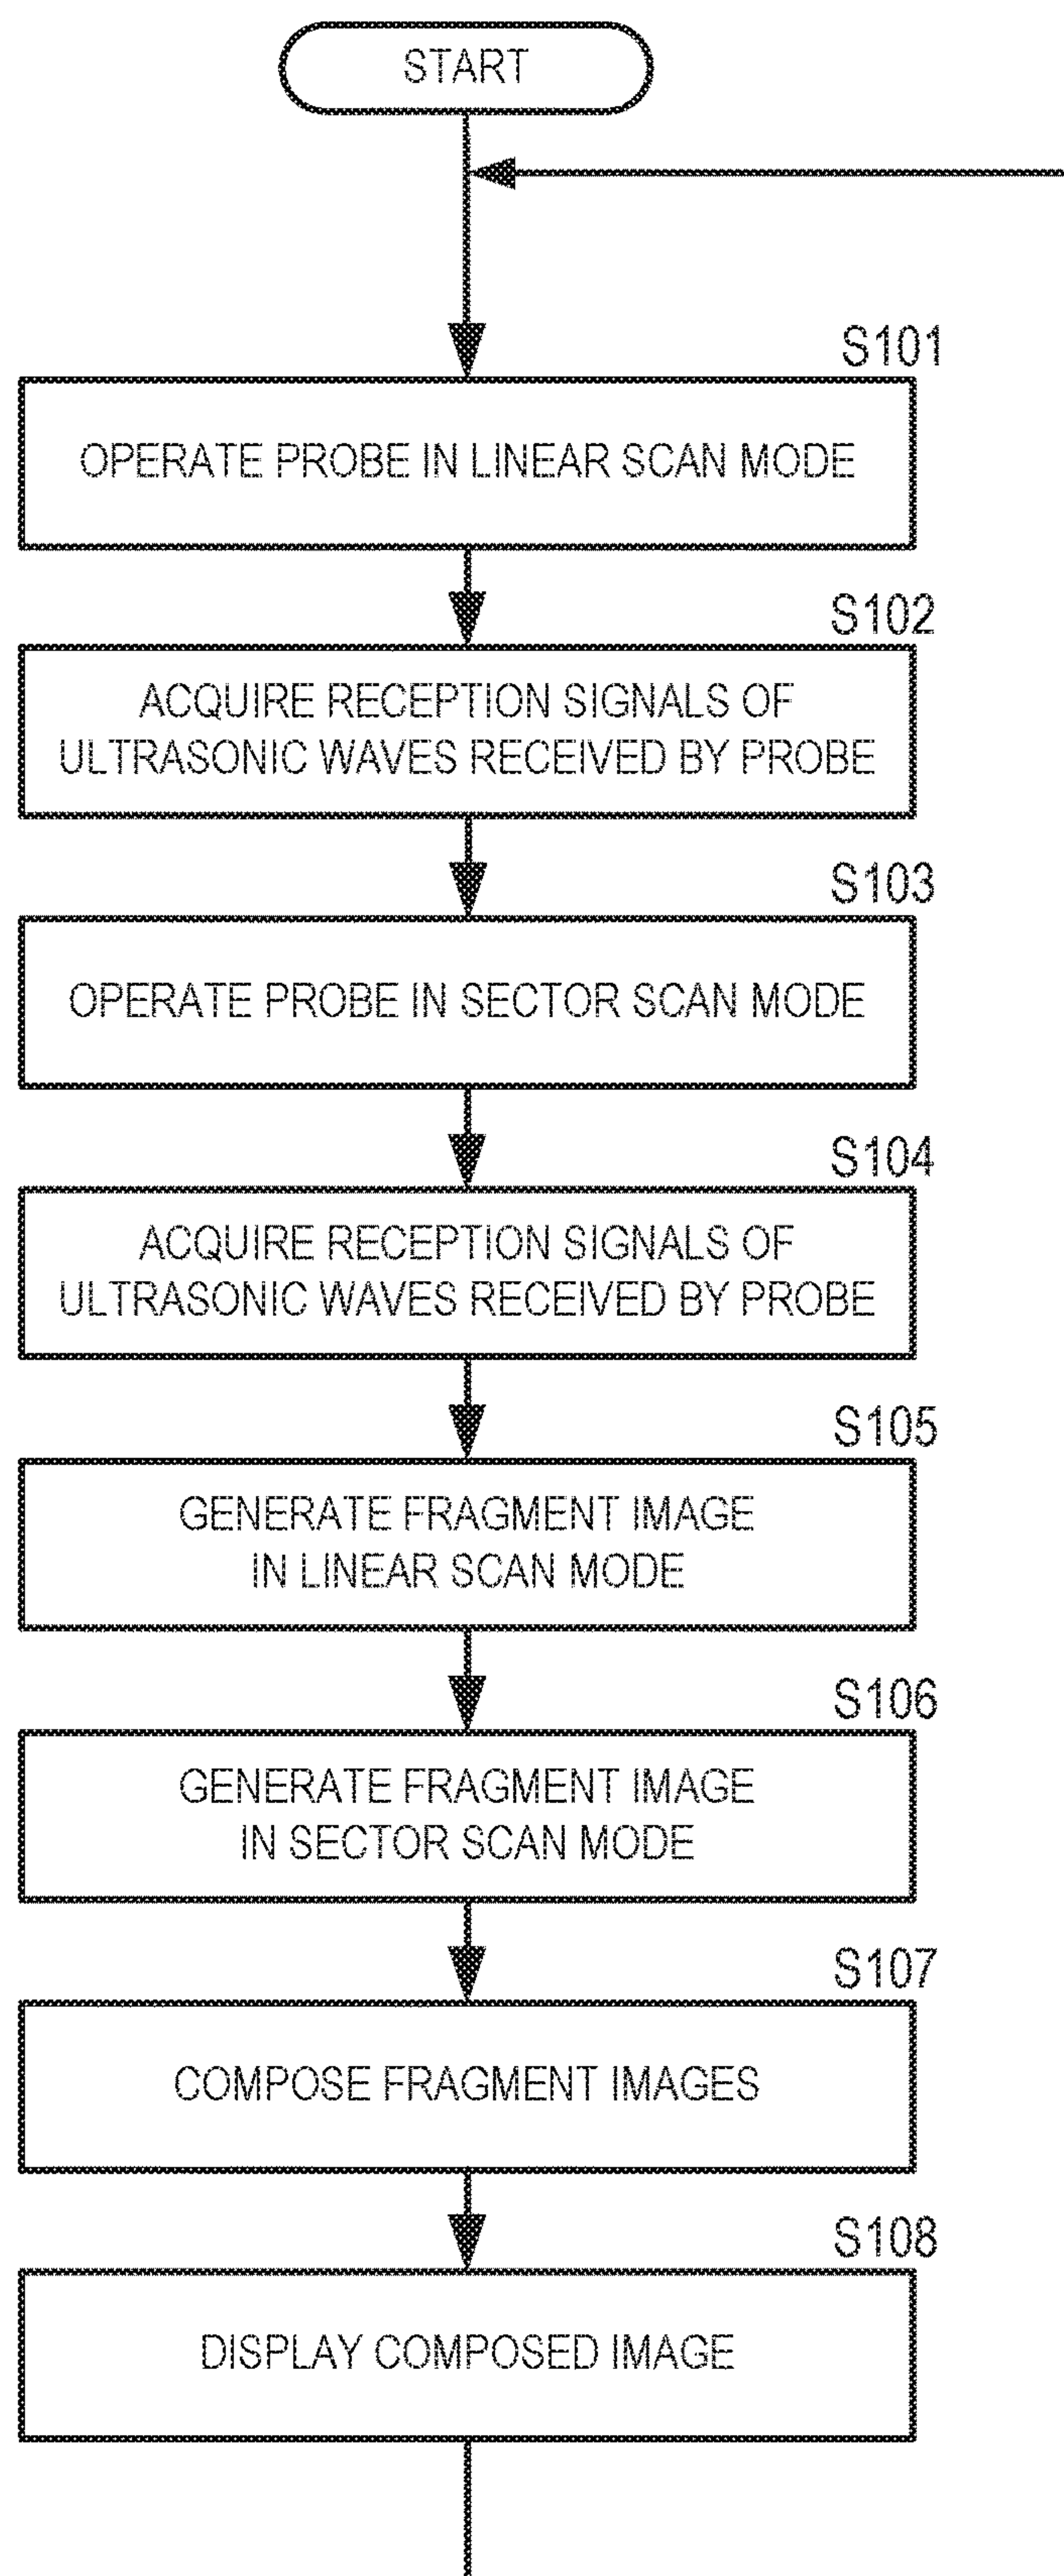 START
S101
OPERATE PROBE IN LINEAR SCAN MODE
S102
ACQUIRE RECEPTION SIGNALS OF
ULTRASONIC WAVES RECEIVED BY PROBE
S103
OPERATE PROBE IN SECTOR SCAN MODE
S104
ACQUIRE RECEPTION SIGNALS OF
ULTRASONIC WAVES RECEIVED BY PROBE
S105
GENERATE FRAGMENT IMAGE
IN LINEAR SCAN MODE
S106
GENERATE FRAGMENT IMAGE
IN SECTOR SCAN MODE
S107
COMPOSE FRAGMENT IMAGES
S108
DISPLAY COMPOSED IMAGE